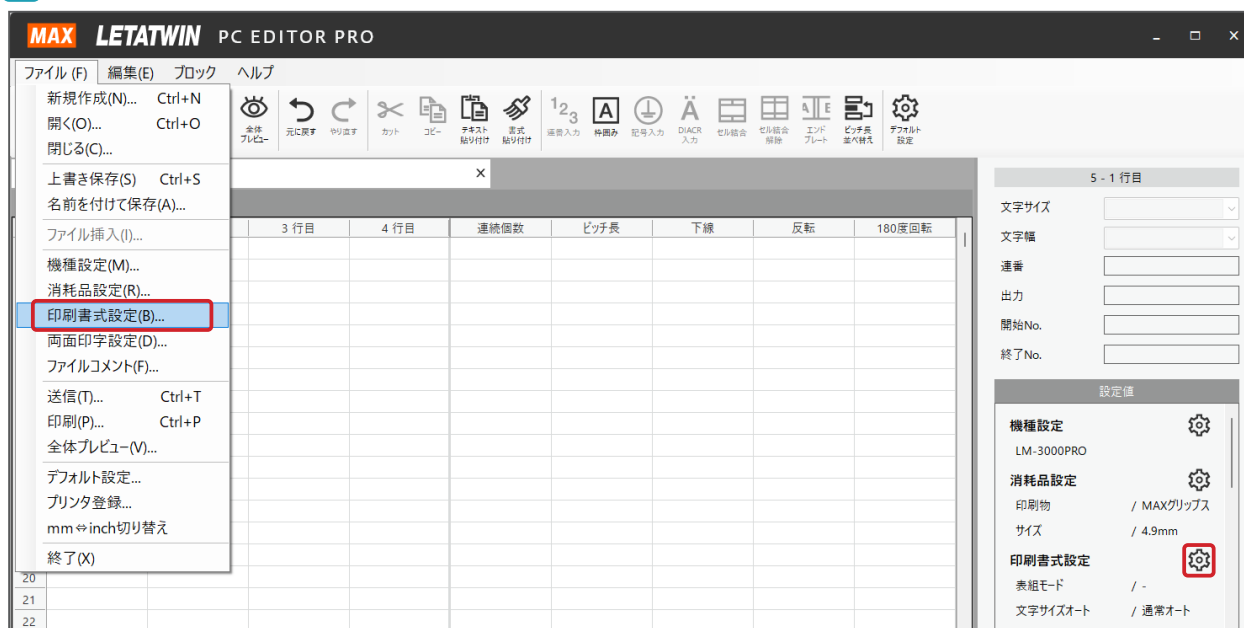 MAX LETATWIN PC EDITOR PRO
ファイル (F) 編集(E) ブロック ヘルプ
新規作成(N)... Ctrl+N
開く(O)... Ctrl+O
閉じる(C)...
上書き保存(S) Ctrl+S
名前を付けて保存(A)...
ファイル挿入(I)...
機種設定(M)...
消耗品設定(R)...
印刷書式設定(B)...
両面印字設定(D)...
ファイルコメント(F)...
送信(T)... Ctrl+T
印刷(P)... Ctrl+P
全体プレビュー(V)...
デフォルト設定...
プリンタ登録...
mm⇔inch切り替え
終了(X)
全体プレビュー 元に戻す やり直す カット コピー テキスト貼り付け 書式貼り付け 連番入力 枠囲み 記号入力 DIACR入力 セル結合 セル結合解除 エンドプレート ピッチ長並べ替え デフォルト設定
3 行目 4 行目 連続個数 ピッチ長 下線 反転 180度回転
20
21
22
5 - 1 行目
文字サイズ
文字幅
連番
出力
開始No.
終了No.
設定値
機種設定
LM-3000PRO
消耗品設定
印刷物 / MAXグリップス
サイズ / 4.9mm
印刷書式設定
表組モード / -
文字サイズオート / 通常オート